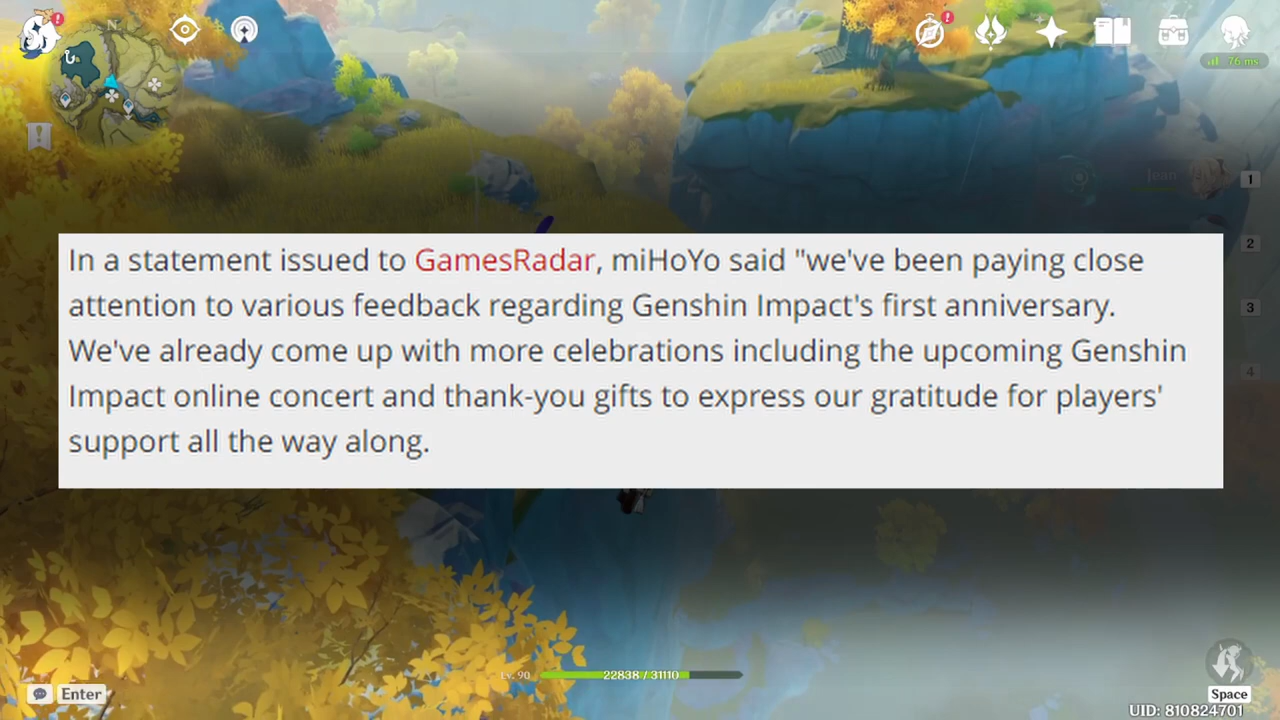 N
76 ms
Jean
1
In a statement issued to GamesRadar, miHoYo said "we've been paying close
attention to various feedback regarding Genshin Impact's first anniversary.
We've already come up with more celebrations including the upcoming Genshin
Impact online concert and thank-you gifts to express our gratitude for players'
support all the way along.
2
3
4
Lv. 90
22838 / 31110
Enter
Space
UID: 810824701